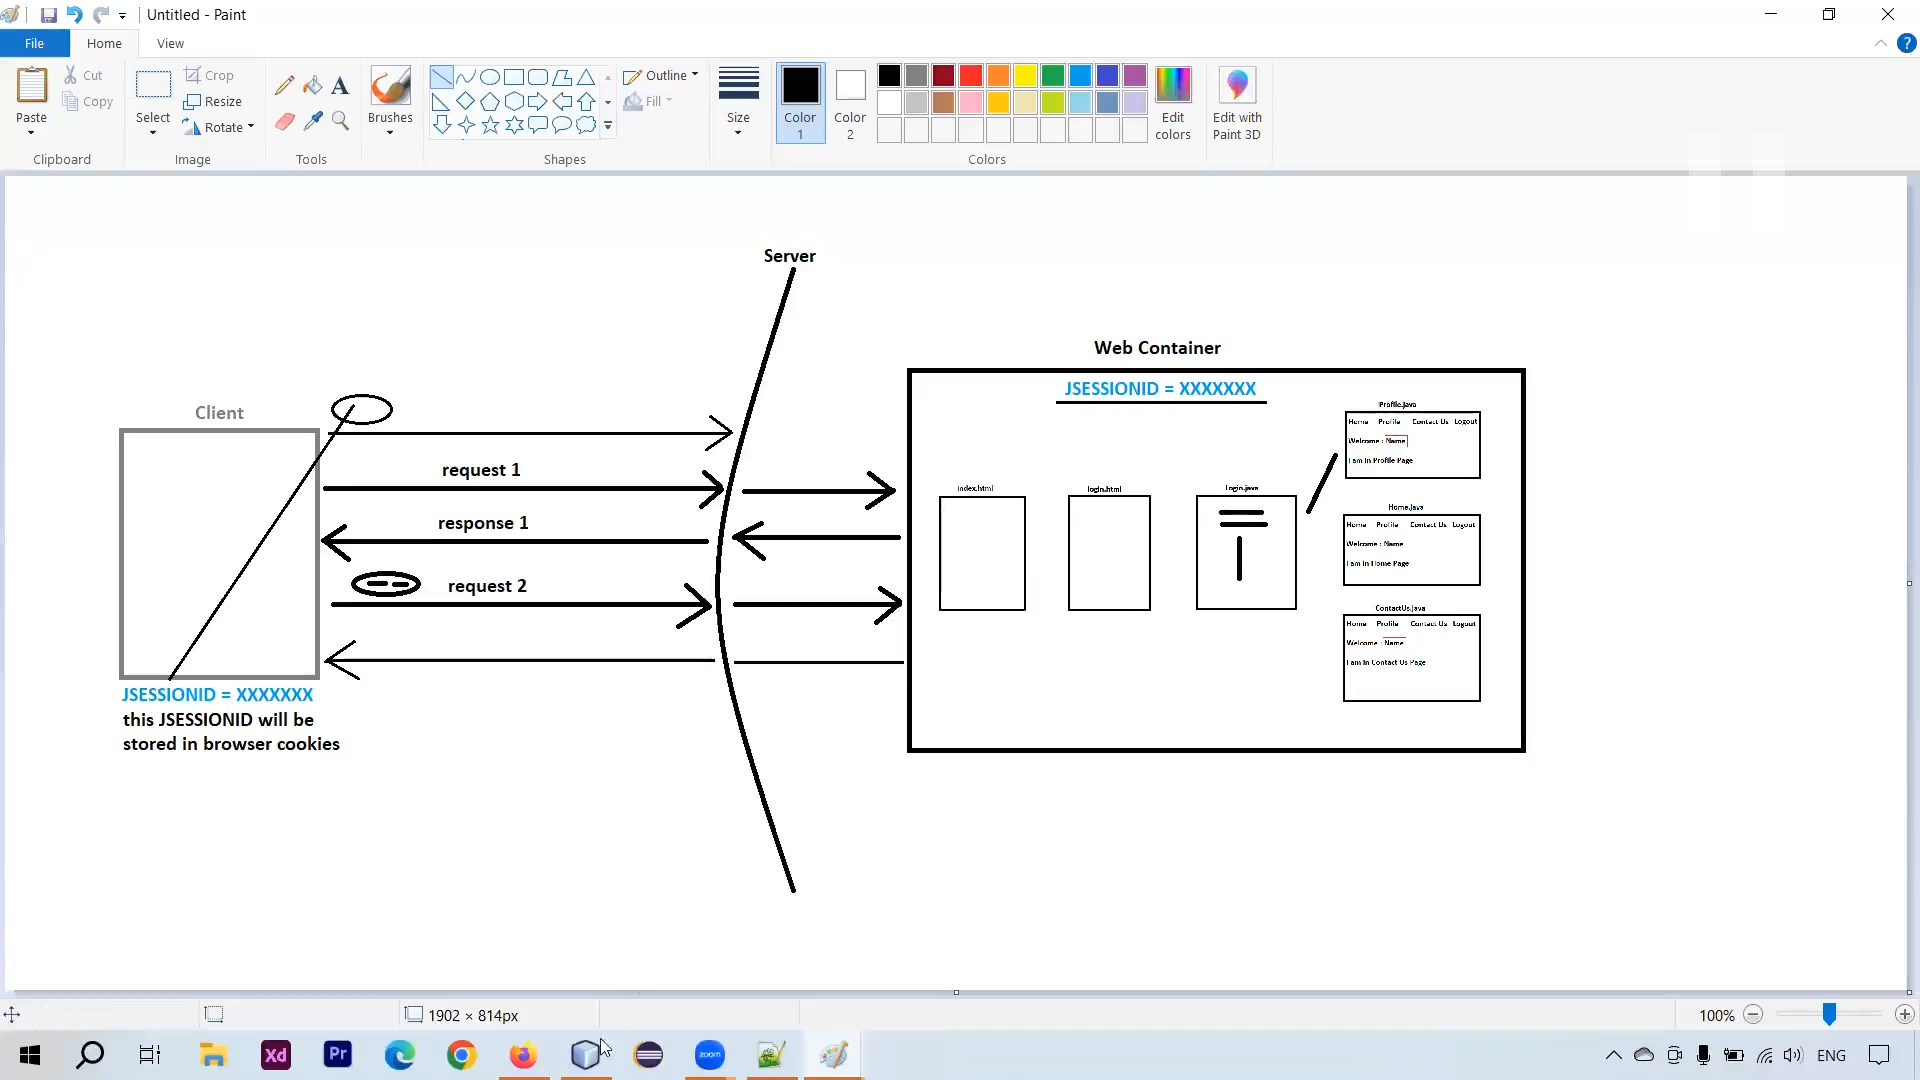 Untitled - Paint
File
Home
View
Paste
Cut
Copy
Clipboard
Select
Crop
Resize
Rotate
Image
Tools
Brushes
Shapes
Outline
Fill
Size
Color
1
Color
2
Colors
Edit
colors
Edit with
Paint 3D
Server
Web Container
JSESSIONID = XXXXXXX
Client
request 1
response 1
request 2
JSESSIONID = XXXXXXX
this JSESSIONID will be
stored in browser cookies
index.html
login.html
Login.java
Profile.java
Home Profile Contact Us Logout
Welcome : Name
I am in Profile Page
Home.java
Home Profile Contact Us Logout
Welcome : Name
I am in Home Page
ContactUs.java
Home Profile Contact Us Logout
Welcome : Name
I am in Contact Us Page
1902 × 814px
100%
Xd
Pr
zoom
ENG